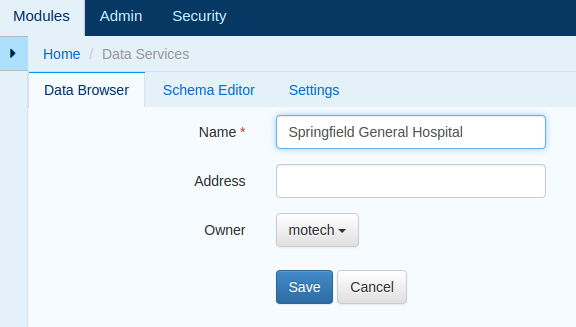 Modules Admin Security
Home / Data Services
Data Browser Schema Editor Settings
Name * Springfield General Hospital
Address
Owner motech
Save Cancel